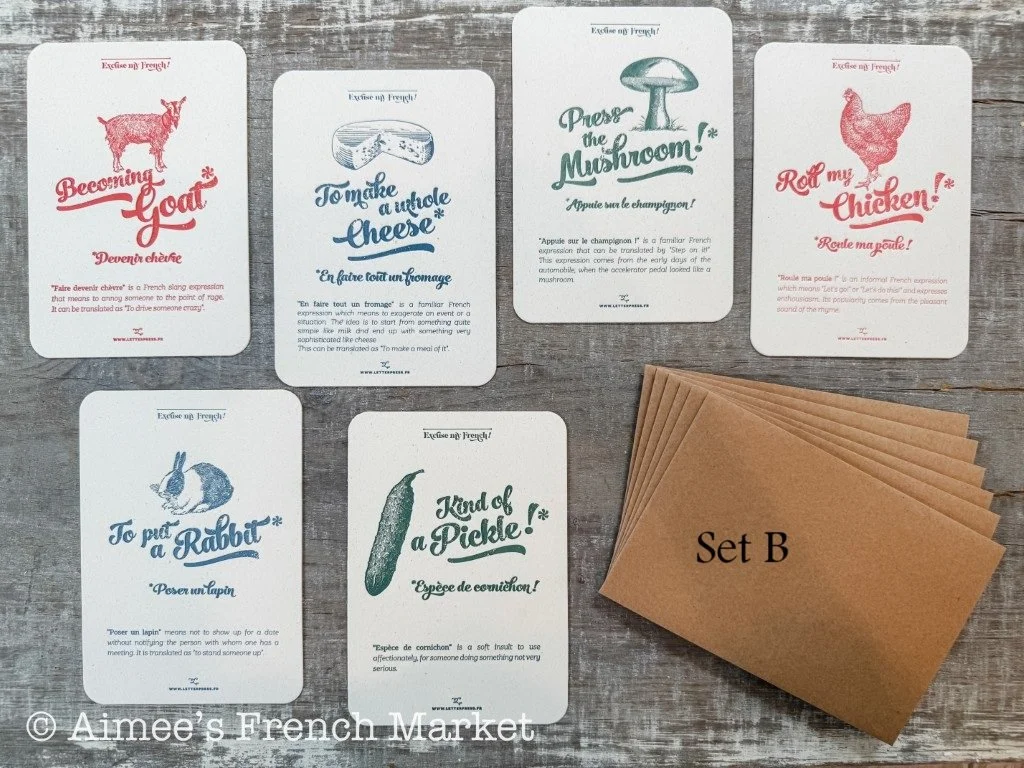 Excuse my French!
Becoming
Goat*
*Devenir chèvre
"Faire devenir chèvre" is a French slang expression
that means to annoy someone to the point of rage.
It can be translated as "To drive someone crazy".
WWW.LETTERPRESS.FR
Excuse my French!
To make
a whole
Cheese*
*En faire tout un fromage
"En faire tout un fromage" is a familiar French
expression which means to exagerate an event or a
situation. The idea is to start from something quite
simple like milk and end up with something very
sophisticated like cheese
This can be translated as "To make a meal of it".
WWW.LETTERPRESS.FR
Excuse my French!
Press
the
Mushroom!*
*Appuie sur le champignon!
"Appuie sur le champignon !" is a familiar French
expression that can be translated by "Step on it!"
This expression comes from the early days of the
automobile, when the accelerator pedal looked like a
mushroom.
WWW.LETTERPRESS.FR
Excuse my French!
Roll my
Chicken!*
*Roule ma poule!
"Roule ma poule !" is an informal French expression
which means "Let's go!" or "Let's do this!" and expresses
enthusiasm. Its popularity comes from the pleasant
sound of the rhyme.
WWW.LETTERPRESS.FR
Excuse my French!
To put
a Rabbit*
*Poser un lapin
"Poser un lapin" means not to show up for a date
without notifying the person with whom one has a
meeting. It is translated as "to stand someone up".
WWW.LETTERPRESS.FR
Excuse my French!
Kind of
a Pickle!*
*Espèce de cornichon!
"Espèce de cornichon" is a soft insult to use
affectionately, for someone doing something not very
serious.
WWW.LETTERPRESS.FR
Set B
© Aimee's French Market